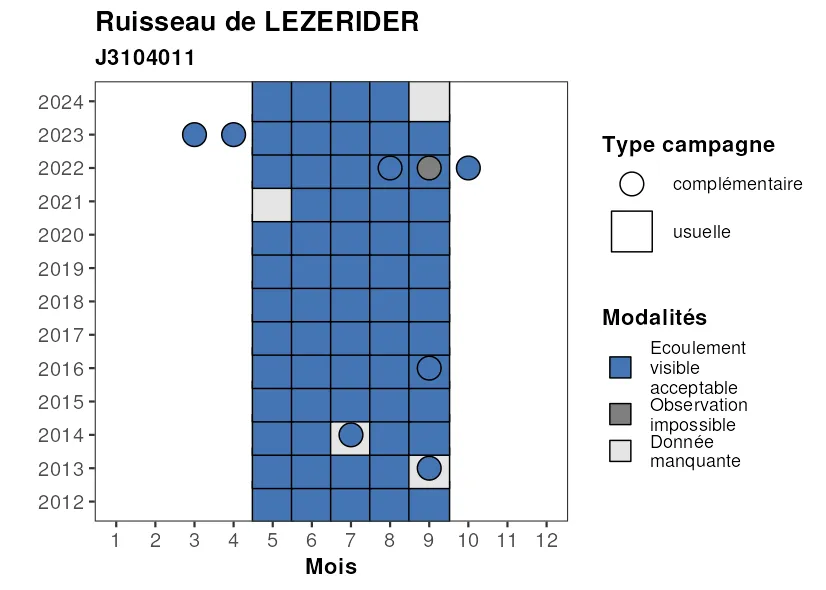 Ruisseau de LEZERIDER
J3104011
2024
2023
2022
2021
2020
2019
2018
2017
2016
2015
2014
2013
2012
1 2 3 4 5 6 7 8 9 10 11 12
Mois
Type campagne
complémentaire
usuelle
Modalités
Ecoulement
visible
acceptable
Observation
impossible
Donnée
manquante